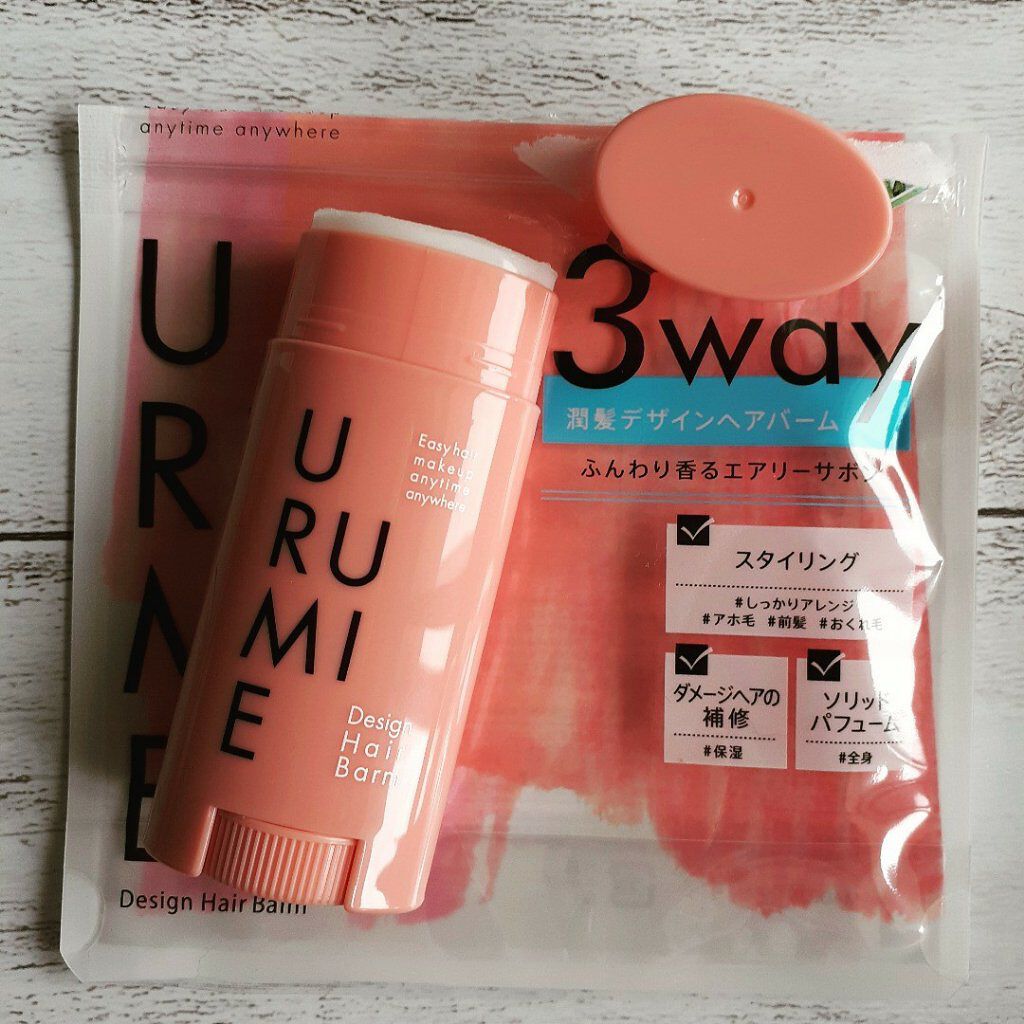 anytime anywhere
U
R
3way
潤髪デザインヘアバーム
ふんわり香るエアリーサボン
スタイリング
#しっかりアレンジ
#アホ毛 #前髪 #おくれ毛
ダメージヘアの
補修
#保湿
ソリッド
パフューム
#全身
Design Hair Balm
U
RU
MI
E
Easy hair
makeup
anytime
anywhere
Design
Hair
Barm